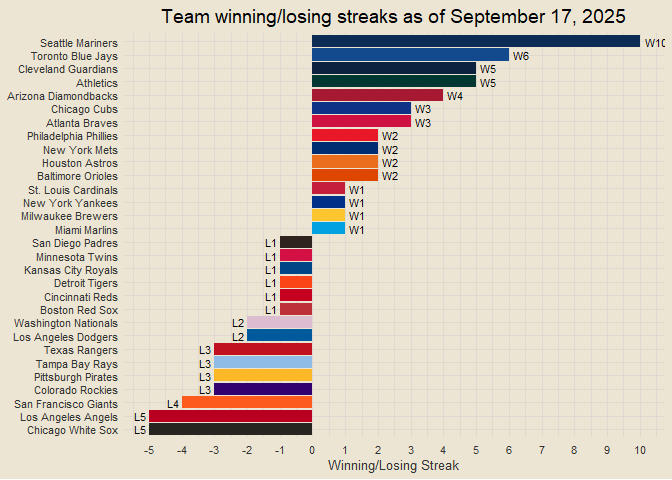 Team winning/losing streaks as of September 17, 2025
Seattle Mariners W10
Toronto Blue Jays W6
Cleveland Guardians W5
Athletics W5
Arizona Diamondbacks W4
Chicago Cubs W3
Atlanta Braves W3
Philadelphia Phillies W2
New York Mets W2
Houston Astros W2
Baltimore Orioles W2
St. Louis Cardinals W1
New York Yankees W1
Milwaukee Brewers W1
Miami Marlins W1
San Diego Padres L1
Minnesota Twins L1
Kansas City Royals L1
Detroit Tigers L1
Cincinnati Reds L1
Boston Red Sox L1
Washington Nationals L2
Los Angeles Dodgers L2
Texas Rangers L3
Tampa Bay Rays L3
Pittsburgh Pirates L3
Colorado Rockies L3
San Francisco Giants L4
Los Angeles Angels L5
Chicago White Sox L5
-5 -4 -3 -2 -1 0 1 2 3 4 5 6 7 8 9 10
Winning/Losing Streak